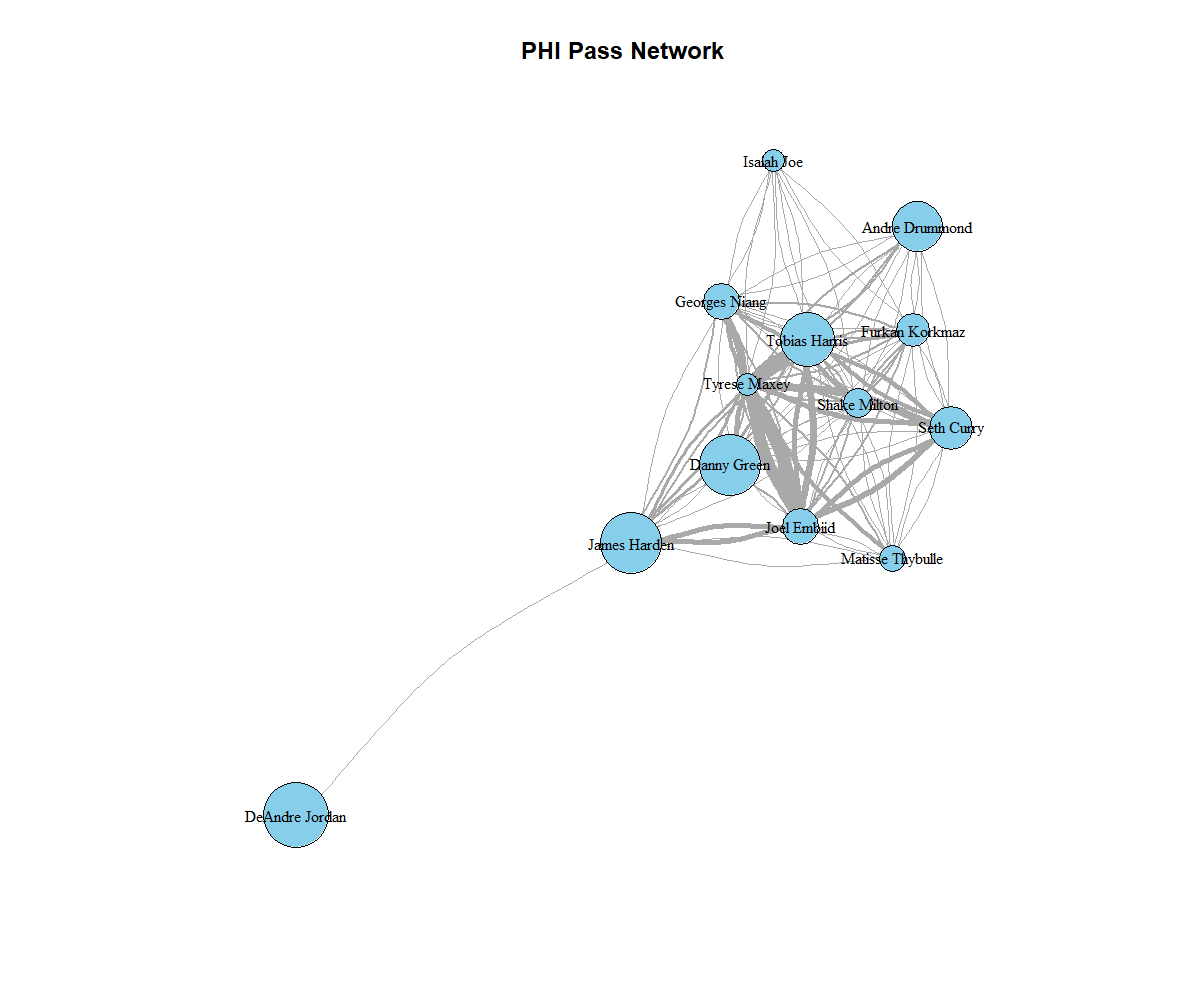 PHI Pass Network
Isaiah Joe
Andre Drummond
Georges Niang
Furkan Korkmaz
Tobias Harris
Tyrese Maxey
Shake Milton
Seth Curry
Danny Green
Joel Embiid
James Harden
Matisse Thybulle
DeAndre Jordan